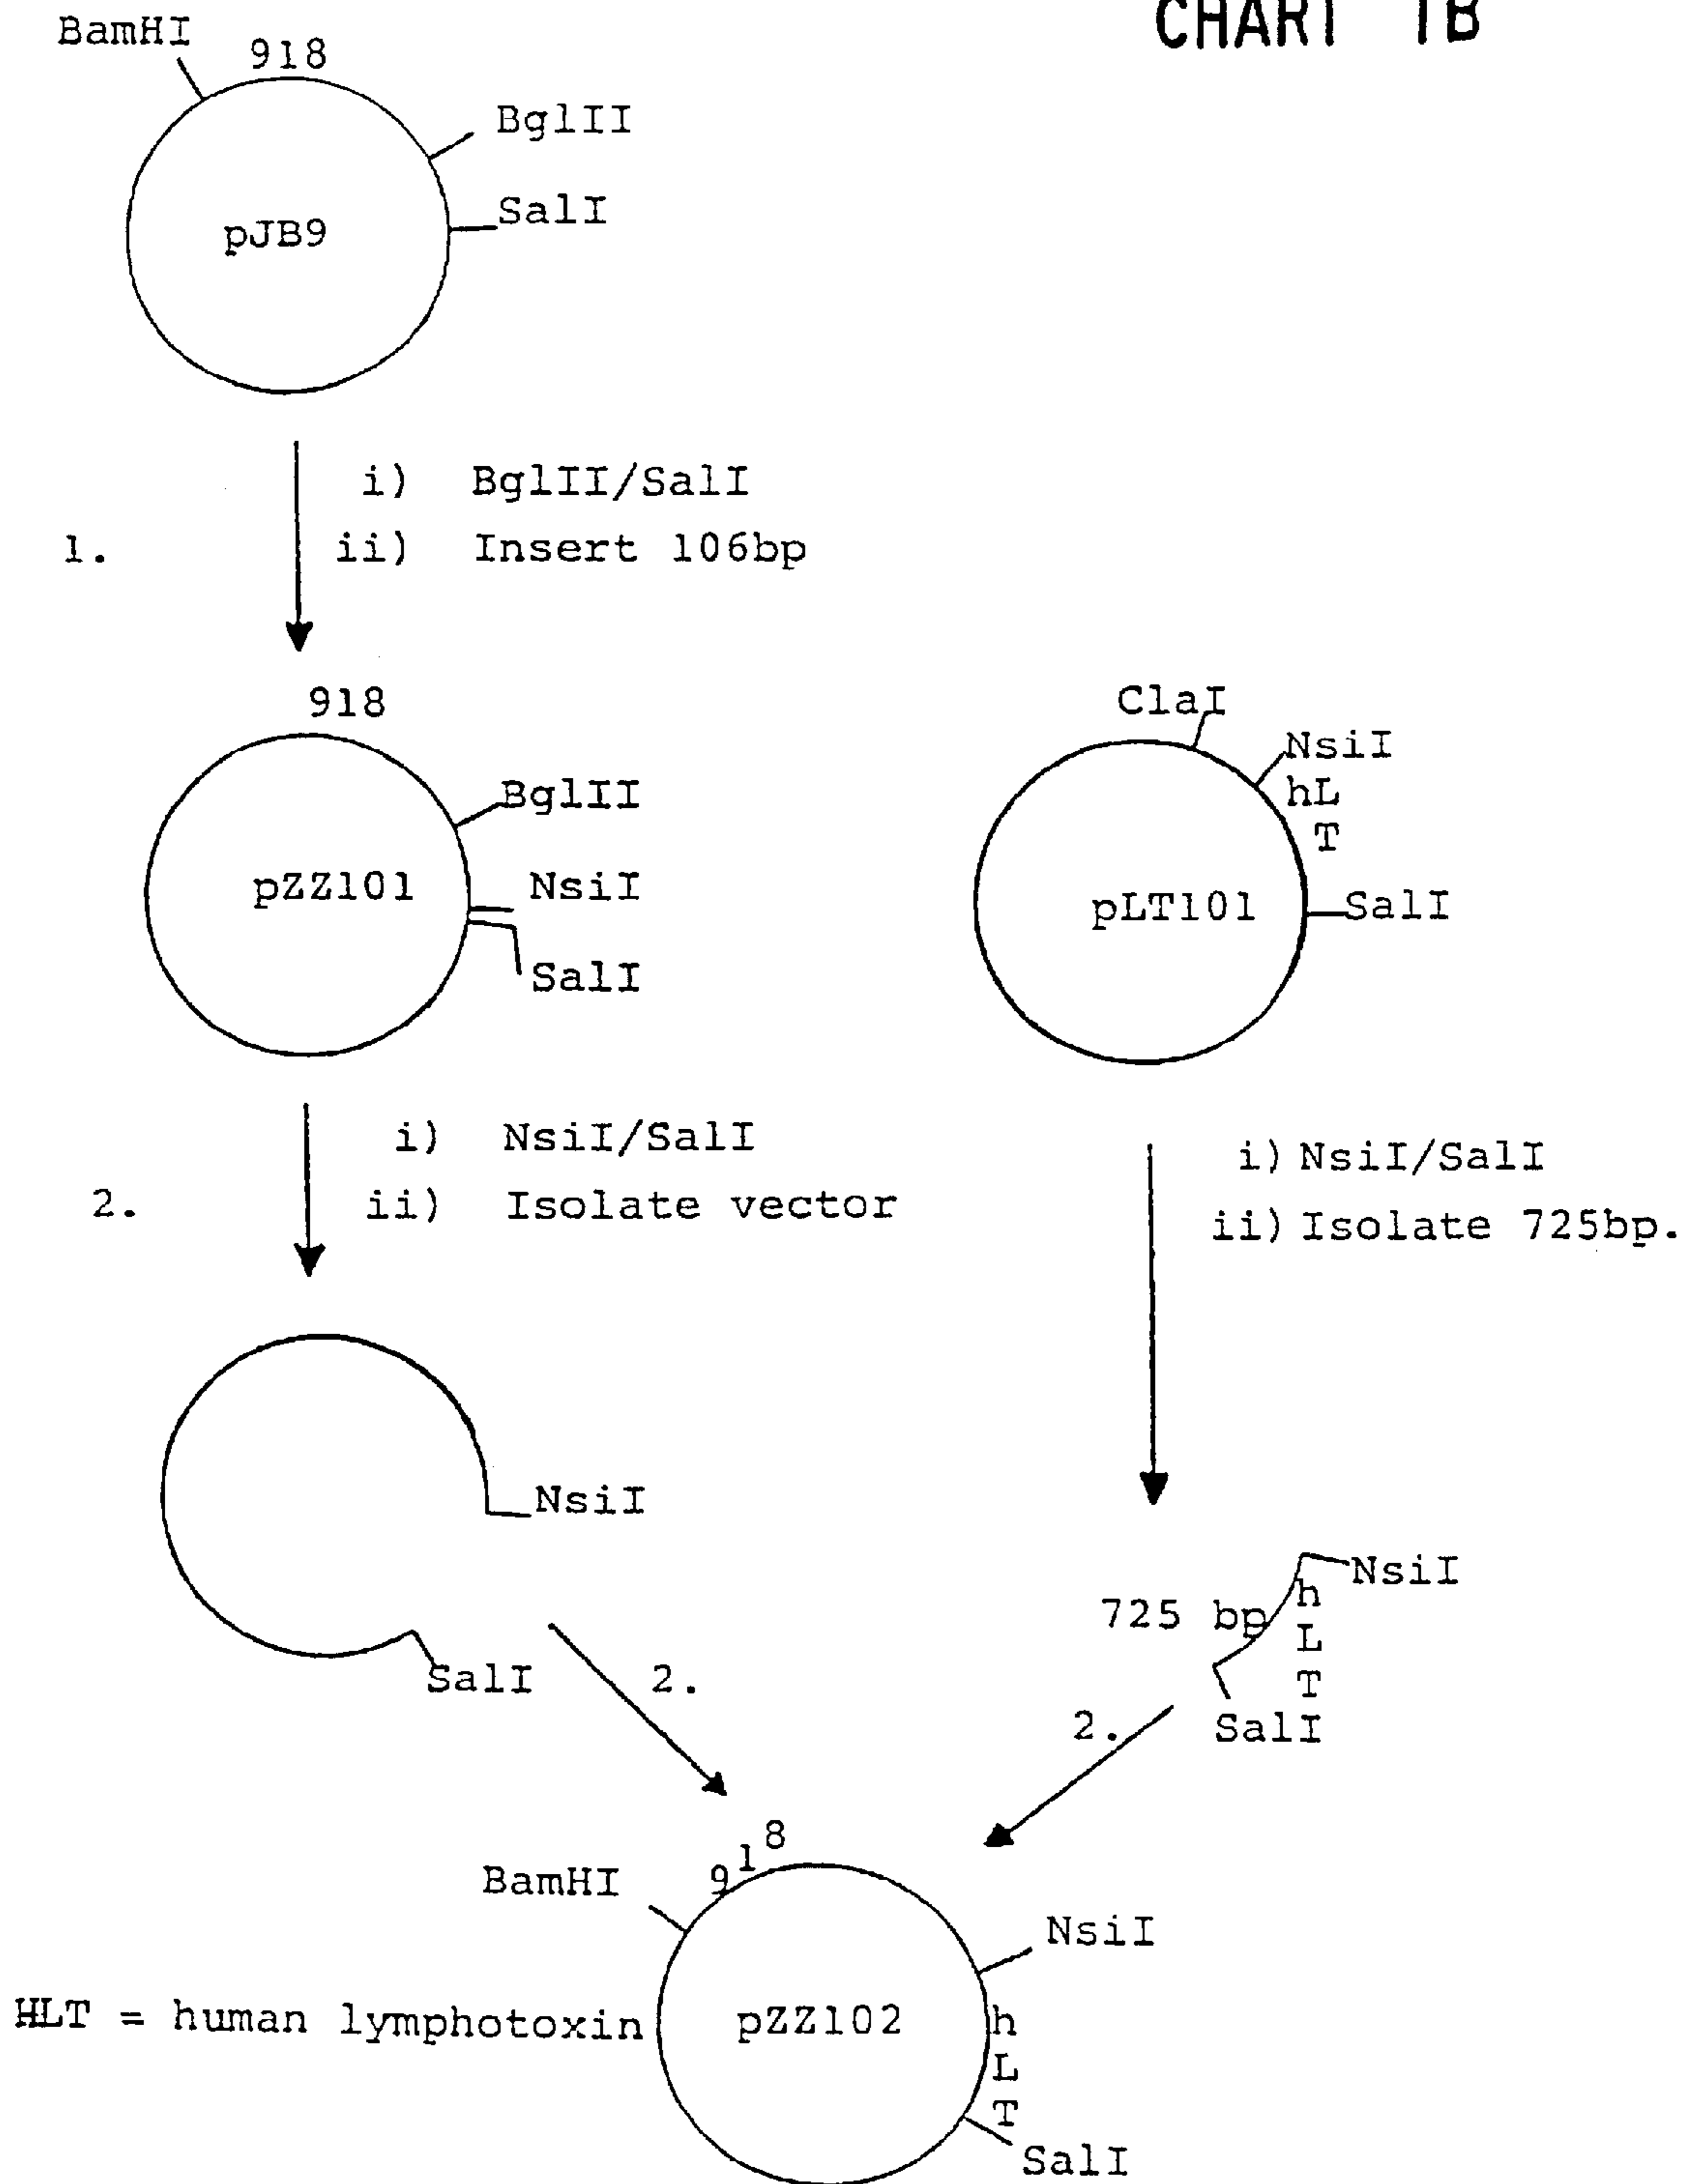 CHART 1B
BamHI
918
BglII
SalI
pJB9
1.
i) BglII/SalI
ii) Insert 106bp
918
BglII
pZZ101
NsiI
SalI
ClaI
NsiI
hL
T
pLT101
SalI
2.
i) NsiI/SalI
ii) Isolate vector
i) NsiI/SalI
ii) Isolate 725bp.
NsiI
SalI
2.
NsiI
725 bp
hLT
SalI
2.
918
BamHI
NsiI
HLT = human lymphotoxin
pZZ102
hLT
SalI